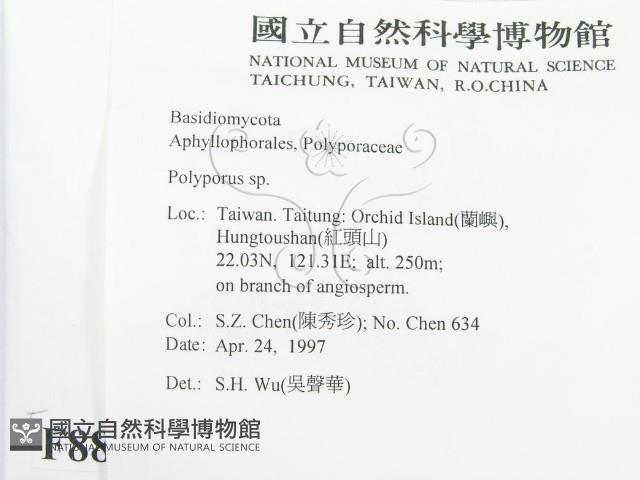 國立自然科學博物館
NATIONAL MUSEUM OF NATURAL SCIENCE
TAICHUNG, TAIWAN, R.O.CHINA
Basidiomycota
Aphyllophorales, Polyporaceae
Polyporus sp.
Loc.: Taiwan. Taitung: Orchid Island(蘭嶼),
Hungtoushan(紅頭山)
22.03N, 121.31E; alt. 250m;
on branch of angiosperm.
Col.: S.Z. Chen(陳秀珍); No. Chen 634
Date: Apr. 24, 1997
Det.: S.H. Wu(吳聲華)
國立自然科學博物館
NATIONAL MUSEUM OF NATURAL SCIENCE